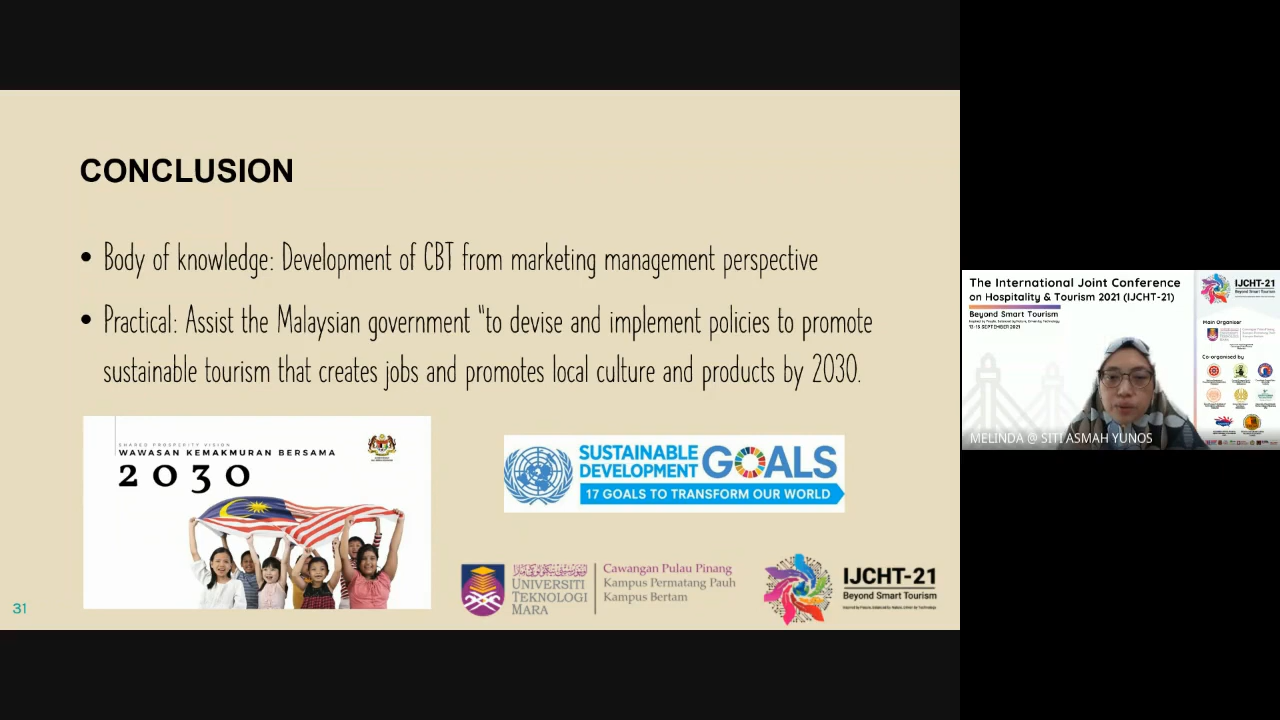 CONCLUSION
• Body of knowledge: Development of CBT from marketing management perspective
• Practical: Assist the Malaysian government "to devise and implement policies to promote
sustainable tourism that creates jobs and promotes local culture and products by 2030.
SHARED PROSPERITY VISION
WAWASAN KEMAKMURAN BERSAMA
2030
SUSTAINABLE
DEVELOPMENT GOALS
17 GOALS TO TRANSFORM OUR WORLD
UNIVERSITI
TEKNOLOGI
MARA
Cawangan Pulau Pinang
Kampus Permatang Pauh
Kampus Bertam
IJCHT-21
Beyond Smart Tourism
31
The International Joint Conference
on Hospitality & Tourism 2021 (IJCHT-21)
Beyond Smart Tourism
IJCHT-21
Beyond Smart Tourism
Main Organiser
Co-organised by
MELINDA @ SITI ASMAH YUNOS